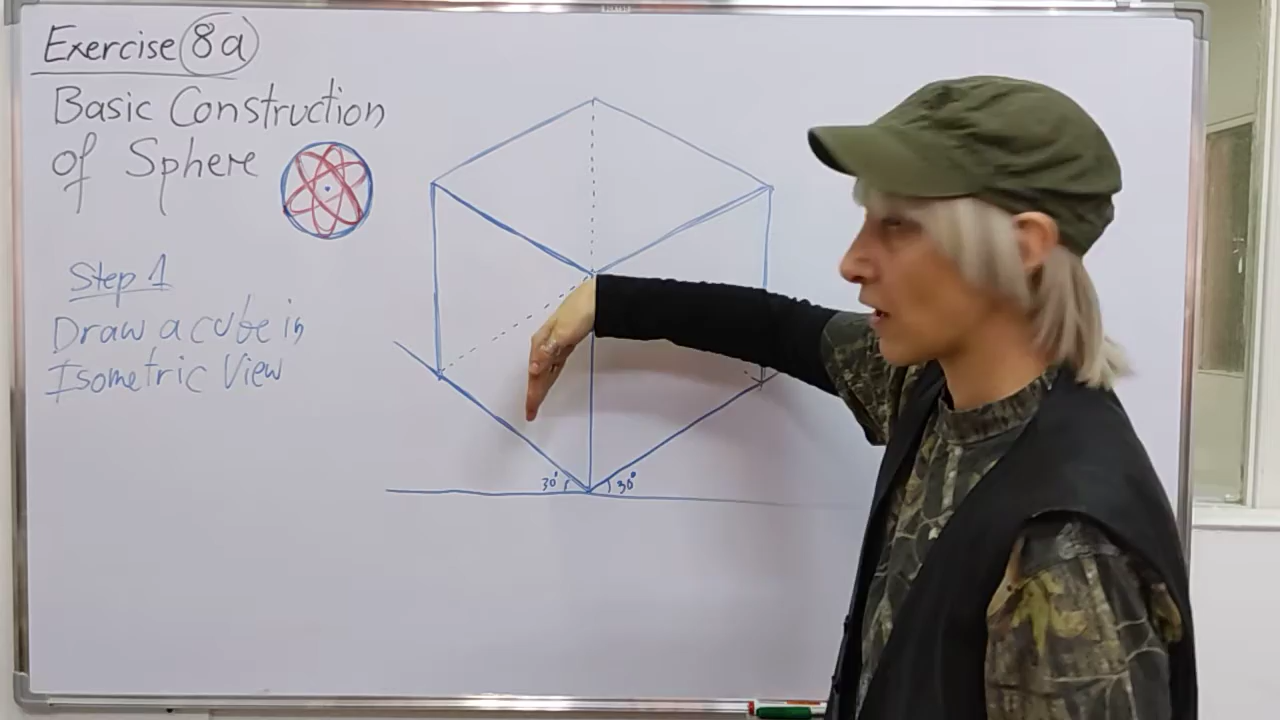 Exercise 8a
Basic Construction
of Sphere
Step 1
Draw a cube in
Isometric View
30° 30°